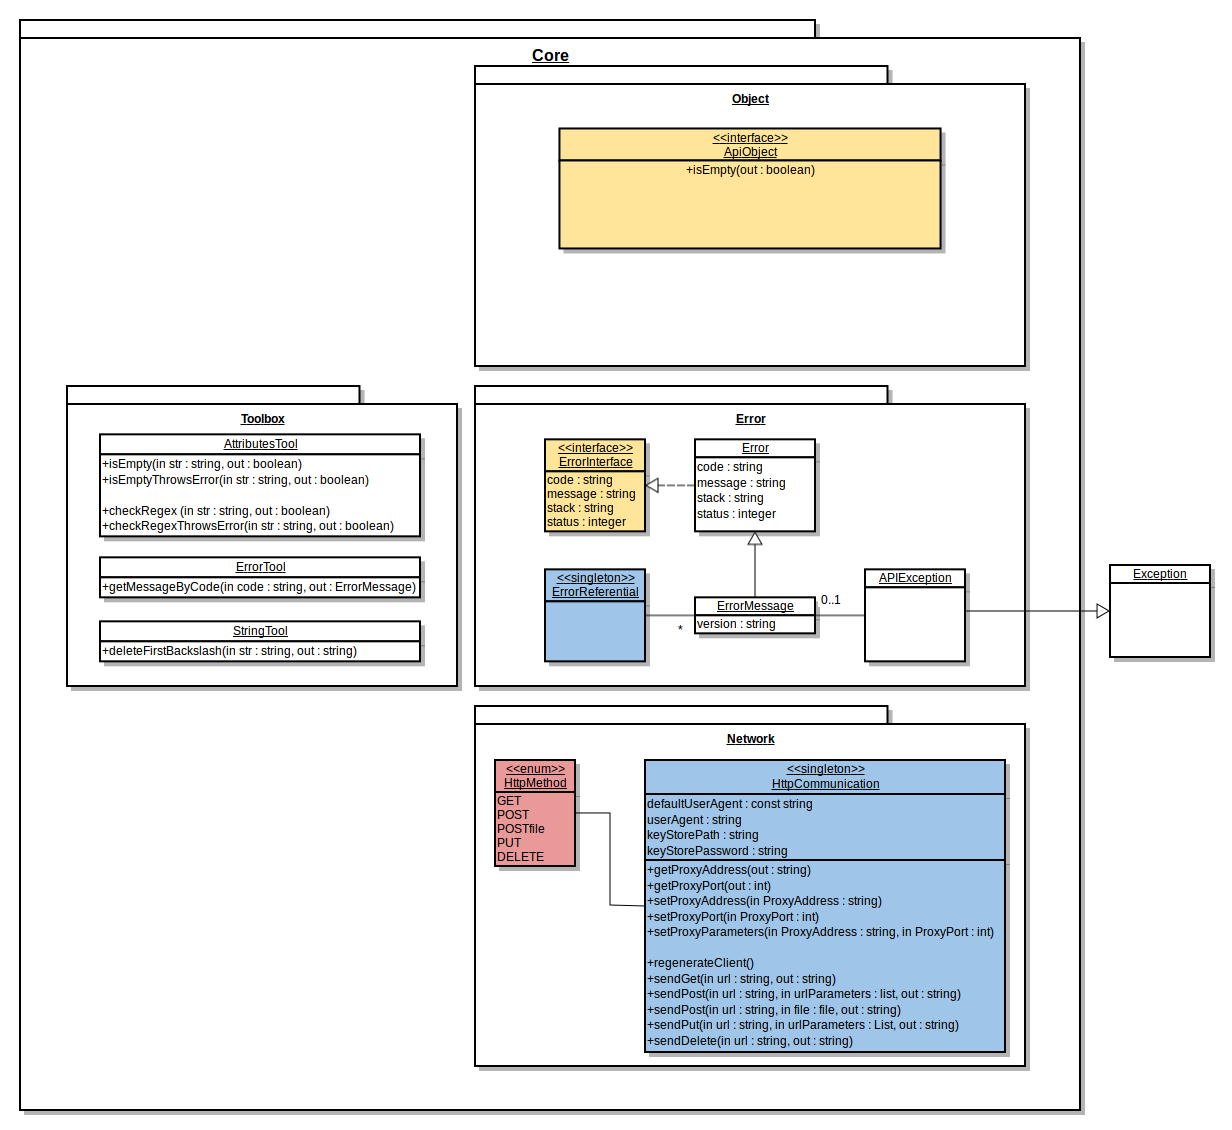 Core
Object
<<interface>>
ApiObject
+isEmpty(out : boolean)
Toolbox
AttributesTool
+isEmpty(in str : string, out : boolean)
+isEmptyThrowsError(in str : string, out : boolean)
+checkRegex (in str : string, out : boolean)
+checkRegexThrowsError(in str : string, out : boolean)
ErrorTool
+getMessageByCode(in code : string, out : ErrorMessage)
StringTool
+deleteFirstBackslash(in str : string, out : string)
Error
<<interface>>
ErrorInterface
code : string
message : string
stack : string
status : integer
Error
code : string
message : string
stack : string
status : integer
<<singleton>>
ErrorReferential
*
ErrorMessage
version : string
0..1
APIException
Exception
Network
<<enum>>
HttpMethod
GET
POST
POSTfile
PUT
DELETE
<<singleton>>
HttpCommunication
defaultUserAgent : const string
userAgent : string
keyStorePath : string
keyStorePassword : string
+getProxyAddress(out : string)
+getProxyPort(out : int)
+setProxyAddress(in ProxyAddress : string)
+setProxyPort(in ProxyPort : int)
+setProxyParameters(in ProxyAddress : string, in ProxyPort : int)
+regenerateClient()
+sendGet(in url : string, out : string)
+sendPost(in url : string, in urlParameters : list, out : string)
+sendPost(in url : string, in file : file, out : string)
+sendPut(in url : string, in urlParameters : List, out : string)
+sendDelete(in url : string, out : string)